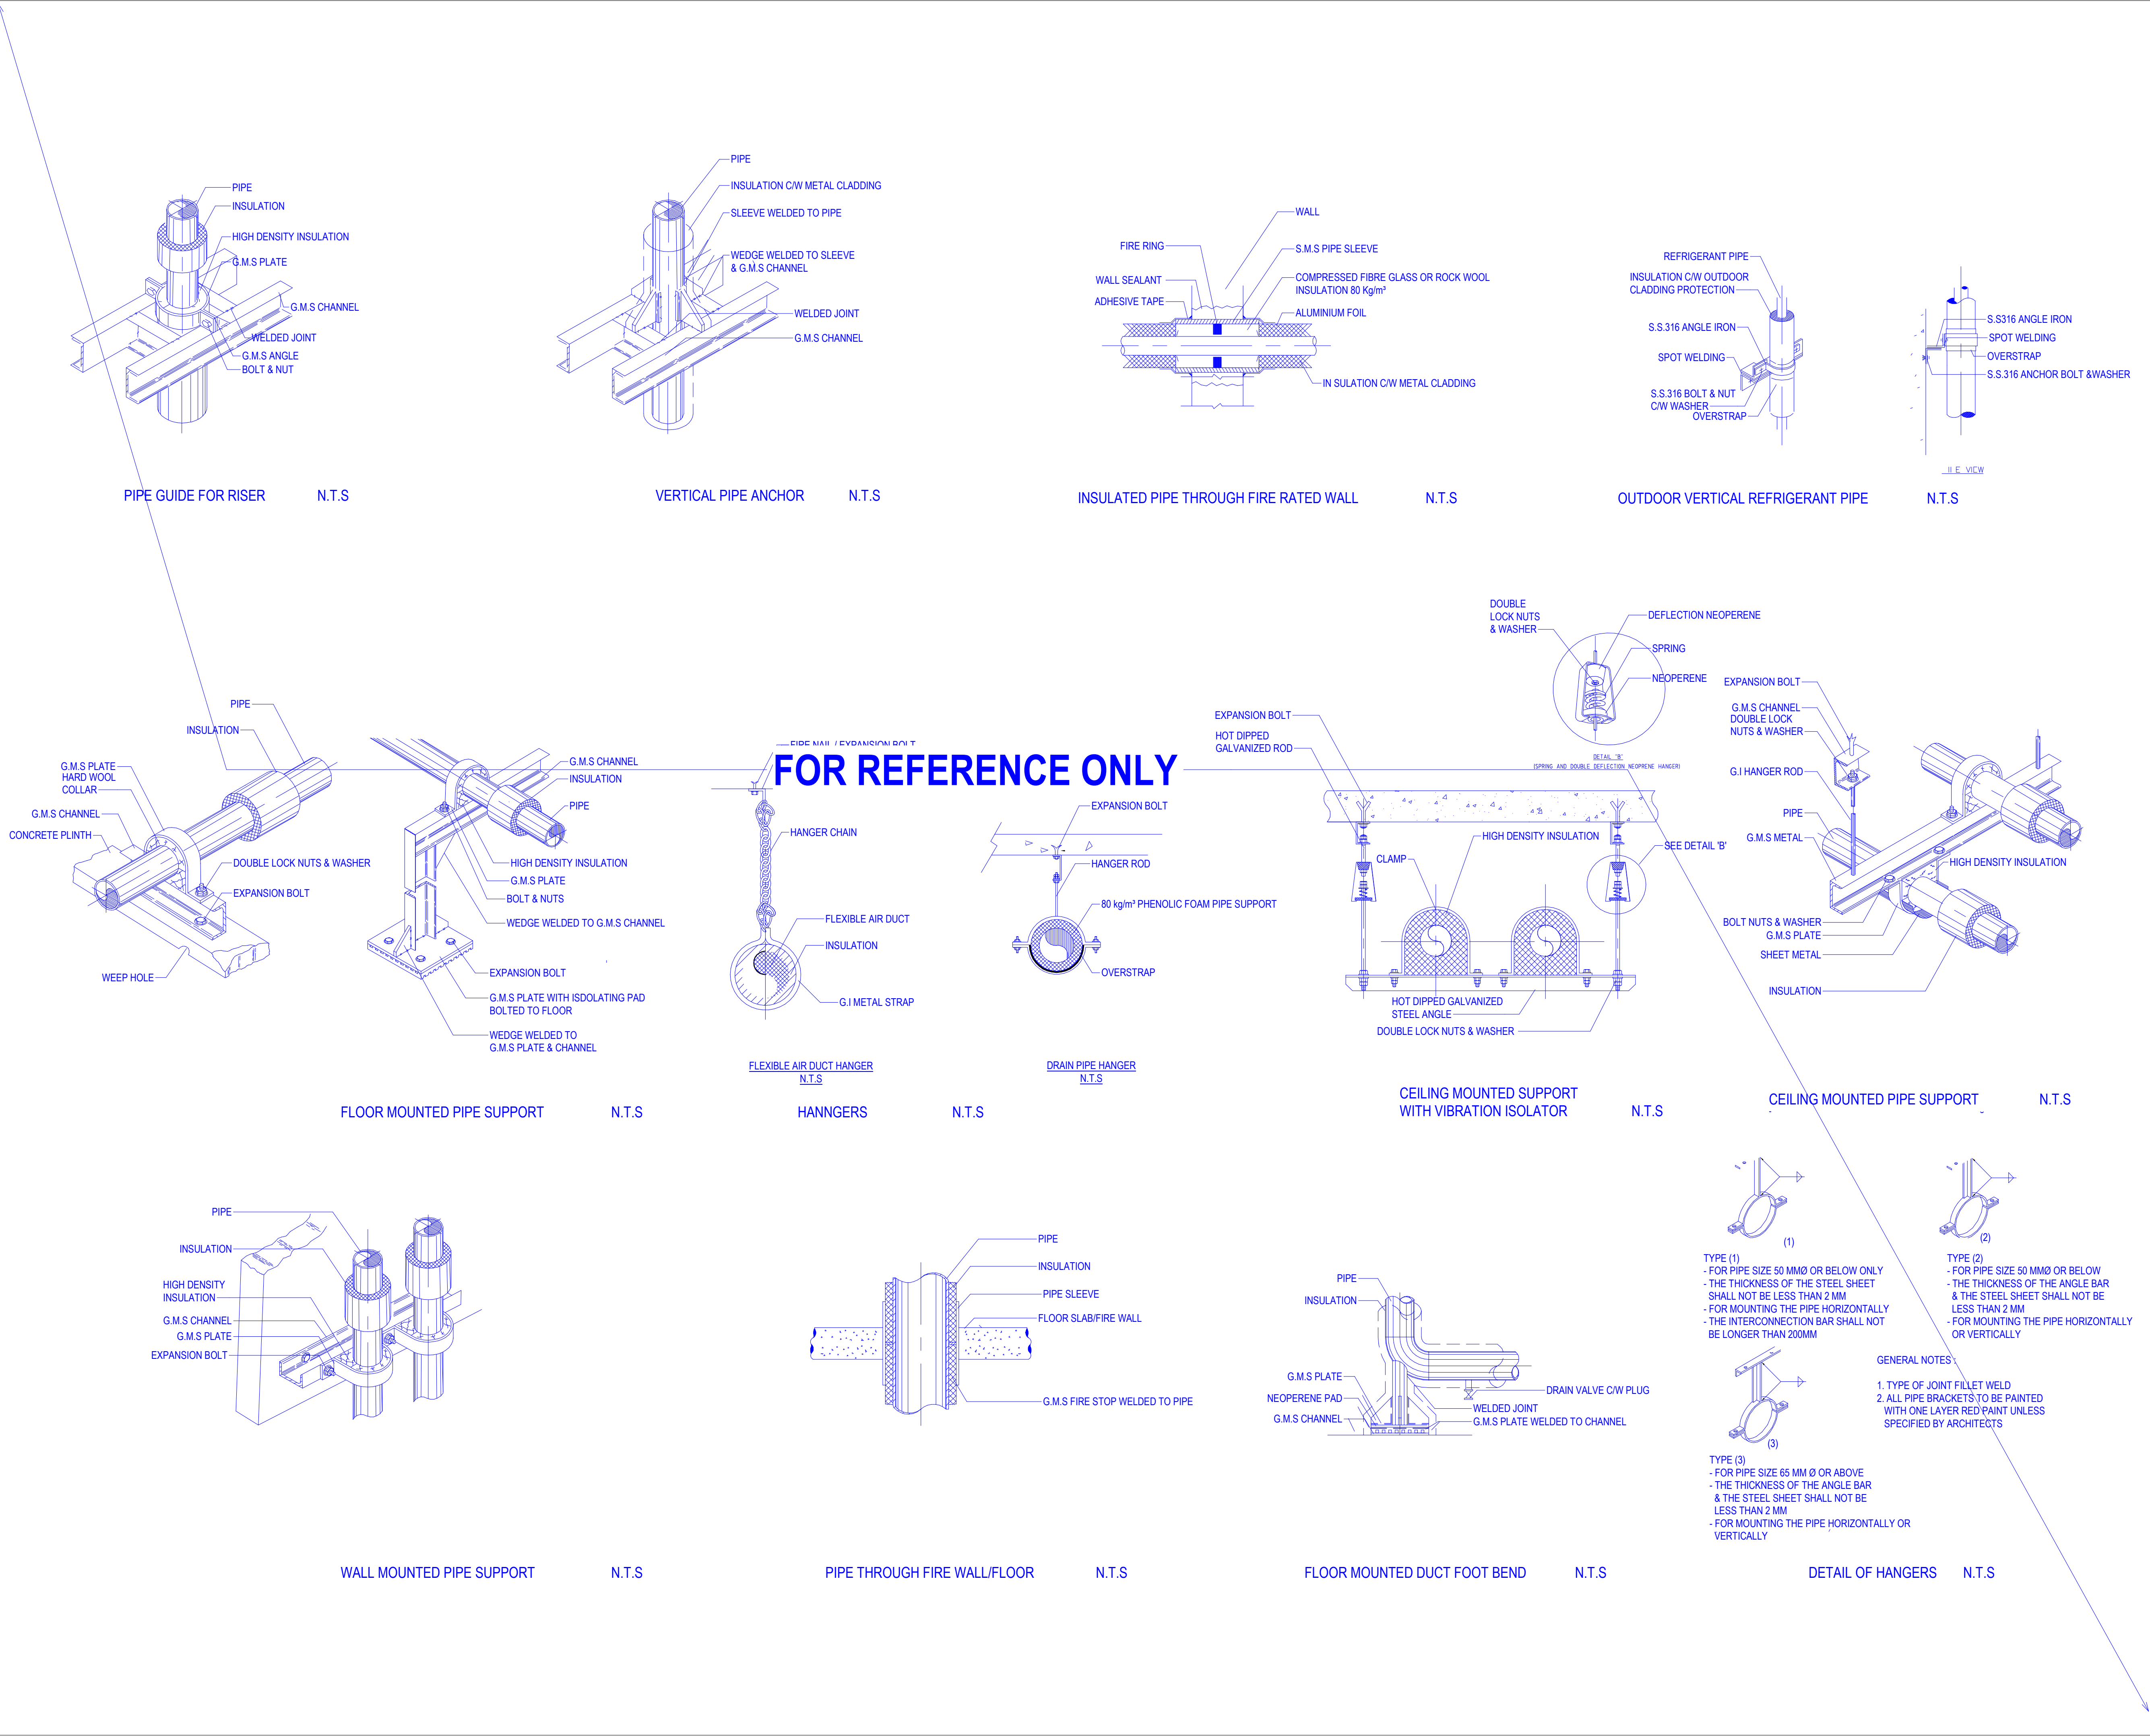 PIPE
INSULATION
HIGH DENSITY INSULATION
G.M.S PLATE
G.M.S CHANNEL
WELDED JOINT
G.M.S ANGLE
BOLT & NUT
PIPE GUIDE FOR RISER N.T.S
PIPE
INSULATION C/W METAL CLADDING
SLEEVE WELDED TO PIPE
WEDGE WELDED TO SLEEVE
& G.M.S CHANNEL
WELDED JOINT
G.M.S CHANNEL
VERTICAL PIPE ANCHOR N.T.S
WALL
FIRE RING
S.M.S PIPE SLEEVE
WALL SEALANT
COMPRESSED FIBRE GLASS OR ROCK WOOL
INSULATION 80 Kg/m³
ADHESIVE TAPE
ALUMINIUM FOIL
IN SULATION C/W METAL CLADDING
INSULATED PIPE THROUGH FIRE RATED WALL N.T.S
REFRIGERANT PIPE
INSULATION C/W OUTDOOR
CLADDING PROTECTION
S.S.316 ANGLE IRON
SPOT WELDING
S.S.316 BOLT & NUT
C/W WASHER
OVERSTRAP
S.S316 ANGLE IRON
SPOT WELDING
OVERSTRAP
S.S.316 ANCHOR BOLT &WASHER
VIEW
OUTDOOR VERTICAL REFRIGERANT PIPE N.T.S
PIPE
INSULATION
G.M.S PLATE
HARD WOOL
COLLAR
G.M.S CHANNEL
CONCRETE PLINTH
DOUBLE LOCK NUTS & WASHER
EXPANSION BOLT
WEEP HOLE
G.M.S CHANNEL
INSULATION
PIPE
HIGH DENSITY INSULATION
G.M.S PLATE
BOLT & NUTS
WEDGE WELDED TO G.M.S CHANNEL
EXPANSION BOLT
G.M.S PLATE WITH ISDOLATING PAD
BOLTED TO FLOOR
WEDGE WELDED TO
G.M.S PLATE & CHANNEL
FLOOR MOUNTED PIPE SUPPORT N.T.S
FIRE NAIL / EXPANSION BOLT
FOR REFERENCE ONLY
HANGER CHAIN
FLEXIBLE AIR DUCT
INSULATION
G.I METAL STRAP
FLEXIBLE AIR DUCT HANGER
N.T.S
EXPANSION BOLT
HANGER ROD
80 kg/m³ PHENOLIC FOAM PIPE SUPPORT
OVERSTRAP
DRAIN PIPE HANGER
N.T.S
HANNGERS N.T.S
DOUBLE
LOCK NUTS
& WASHER
DEFLECTION NEOPERENE
SPRING
NEOPERENE
DETAIL 'B'
(SPRING AND DOUBLE DEFLECTION NEOPRENE HANGER)
EXPANSION BOLT
HOT DIPPED
GALVANIZED ROD
HIGH DENSITY INSULATION
CLAMP
SEE DETAIL 'B'
HOT DIPPED GALVANIZED
STEEL ANGLE
DOUBLE LOCK NUTS & WASHER
CEILING MOUNTED SUPPORT
WITH VIBRATION ISOLATOR N.T.S
EXPANSION BOLT
G.M.S CHANNEL
DOUBLE LOCK
NUTS & WASHER
G.I HANGER ROD
PIPE
G.M.S METAL
HIGH DENSITY INSULATION
BOLT NUTS & WASHER
G.M.S PLATE
SHEET METAL
INSULATION
CEILING MOUNTED PIPE SUPPORT N.T.S
PIPE
INSULATION
HIGH DENSITY
INSULATION
G.M.S CHANNEL
G.M.S PLATE
EXPANSION BOLT
WALL MOUNTED PIPE SUPPORT N.T.S
PIPE
INSULATION
PIPE SLEEVE
FLOOR SLAB/FIRE WALL
G.M.S FIRE STOP WELDED TO PIPE
PIPE THROUGH FIRE WALL/FLOOR N.T.S
PIPE
INSULATION
G.M.S PLATE
NEOPERENE PAD
G.M.S CHANNEL
DRAIN VALVE C/W PLUG
WELDED JOINT
G.M.S PLATE WELDED TO CHANNEL
FLOOR MOUNTED DUCT FOOT BEND N.T.S
(1)
TYPE (1)
- FOR PIPE SIZE 50 MMØ OR BELOW ONLY
- THE THICKNESS OF THE STEEL SHEET
SHALL NOT BE LESS THAN 2 MM
- FOR MOUNTING THE PIPE HORIZONTALLY
- THE INTERCONNECTION BAR SHALL NOT
BE LONGER THAN 200MM
(2)
TYPE (2)
- FOR PIPE SIZE 50 MMØ OR BELOW
- THE THICKNESS OF THE ANGLE BAR
& THE STEEL SHEET SHALL NOT BE
LESS THAN 2 MM
- FOR MOUNTING THE PIPE HORIZONTALLY
OR VERTICALLY
GENERAL NOTES :
1. TYPE OF JOINT FILLET WELD
2. ALL PIPE BRACKETS TO BE PAINTED
WITH ONE LAYER RED PAINT UNLESS
SPECIFIED BY ARCHITECTS
(3)
TYPE (3)
- FOR PIPE SIZE 65 MM Ø OR ABOVE
- THE THICKNESS OF THE ANGLE BAR
& THE STEEL SHEET SHALL NOT BE
LESS THAN 2 MM
- FOR MOUNTING THE PIPE HORIZONTALLY OR
VERTICALLY
DETAIL OF HANGERS N.T.S